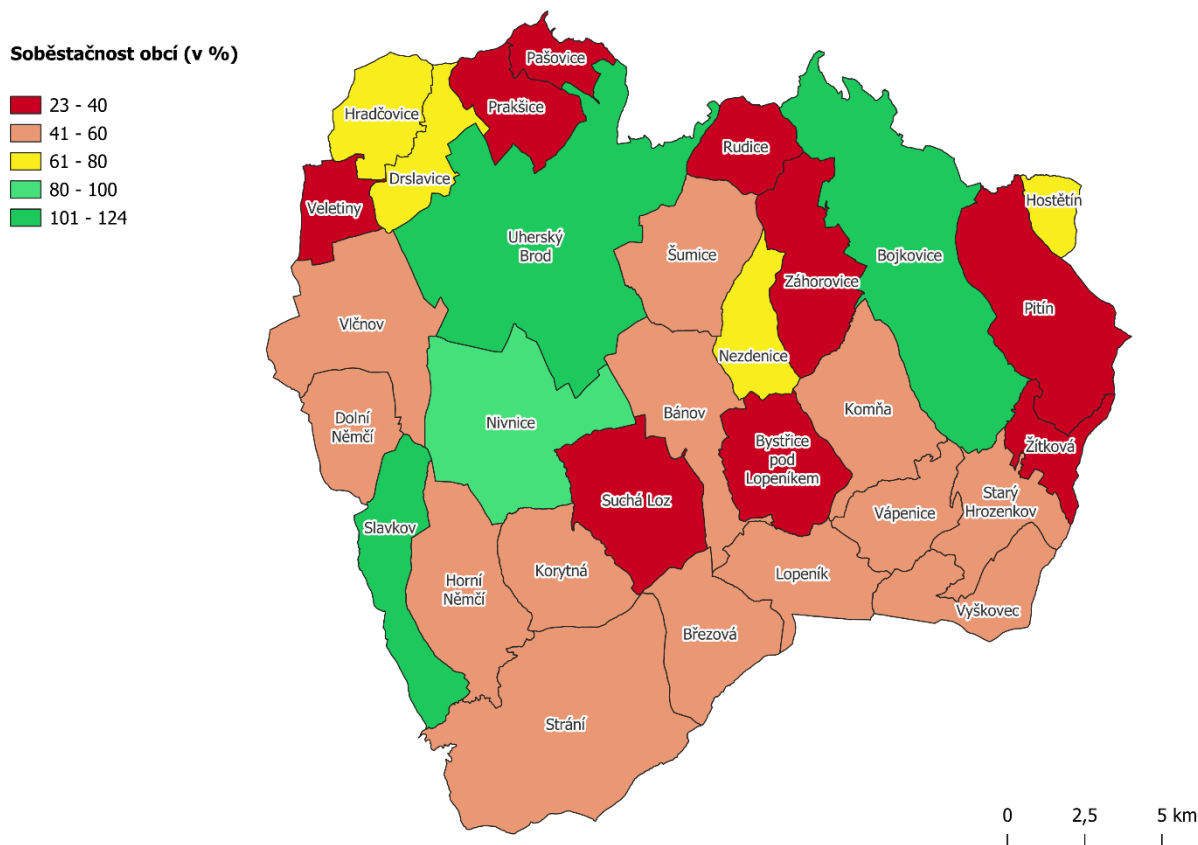 Soběstačnost obcí (v %)
23 - 40
41 - 60
61 - 80
80 - 100
101 - 124
Pašovice
Prakšice
Hradčovice
Rudice
Drslavice
Veletiny
Hostětín
Uherský
Brod
Šumice
Bojkovice
Záhorovice
Pitín
Vlčnov
Nezdenice
Dolní
Němčí
Nivnice
Bánov
Komňa
Bystřice
pod
Lopeníkem
Žítková
Suchá Loz
Starý
Hrozenkov
Vápenice
Slavkov
Horní
Němčí
Korytná
Lopeník
Vyškovec
Březová
Strání
0 2,5 5 km